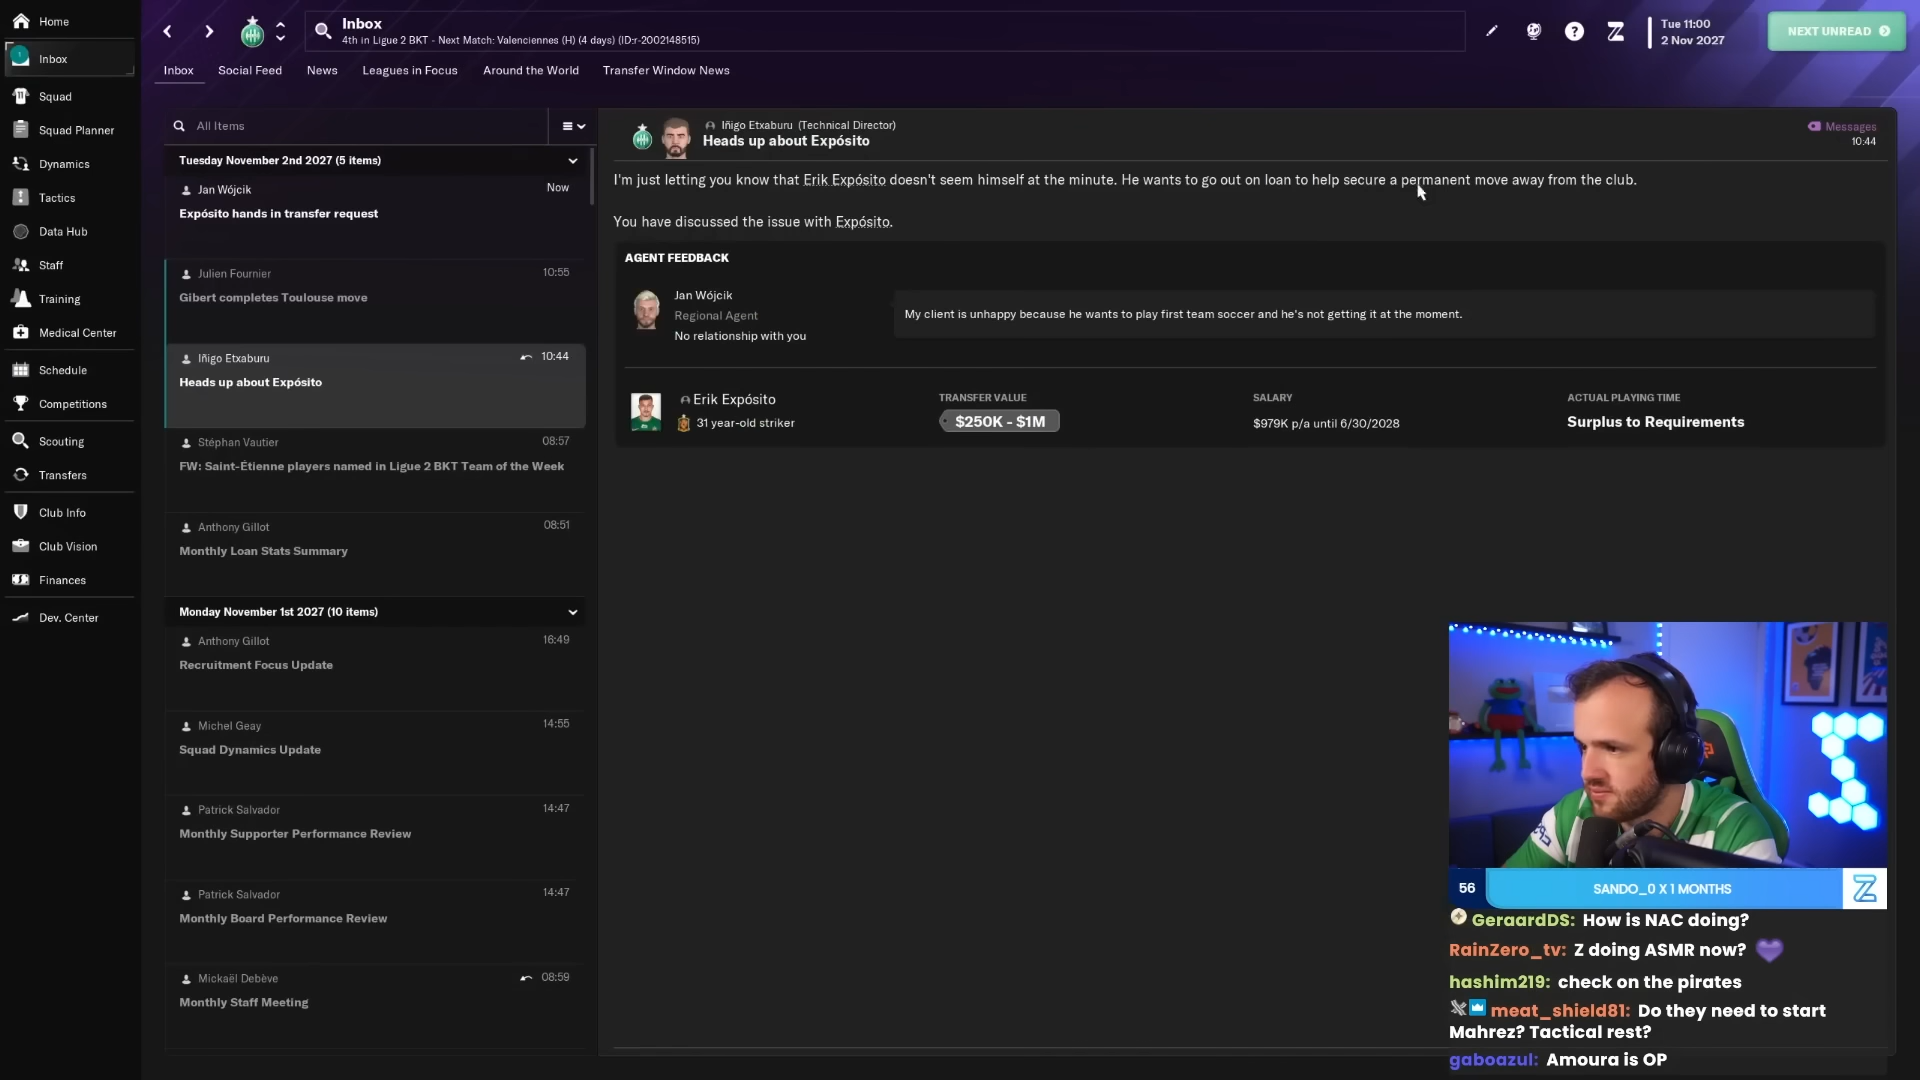 Home
Inbox
Squad
Squad Planner
Dynamics
Tactics
Data Hub
Staff
Training
Medical Center
Schedule
Competitions
Scouting
Transfers
Club Info
Club Vision
Finances
Dev. Center
Inbox
4th in Ligue 2 BKT - Next Match: Valenciennes (H) (4 days) (ID:r-2002148515)
Tue 11:00
2 Nov 2027
NEXT UNREAD
Inbox Social Feed News Leagues in Focus Around the World Transfer Window News
All Items
Tuesday November 2nd 2027 (5 items)
Jan Wójcik Now
Expósito hands in transfer request
Julien Fournier 10:55
Gibert completes Toulouse move
Iñigo Etxaburu 10:44
Heads up about Expósito
Stéphan Vautier 08:57
FW: Saint-Étienne players named in Ligue 2 BKT Team of the Week
Anthony Gillot 08:51
Monthly Loan Stats Summary
Monday November 1st 2027 (10 items)
Anthony Gillot 16:49
Recruitment Focus Update
Michel Geay 14:55
Squad Dynamics Update
Patrick Salvador 14:47
Monthly Supporter Performance Review
Patrick Salvador 14:47
Monthly Board Performance Review
Mickaël Debève 08:59
Monthly Staff Meeting
Iñigo Etxaburu (Technical Director)
Heads up about Expósito
Messages
10:44
I'm just letting you know that Erik Expósito doesn't seem himself at the minute. He wants to go out on loan to help secure a permanent move away from the club.
You have discussed the issue with Expósito.
AGENT FEEDBACK
Jan Wójcik
Regional Agent
No relationship with you
My client is unhappy because he wants to play first team soccer and he's not getting it at the moment.
Erik Expósito
31 year-old striker
TRANSFER VALUE
$250K - $1M
SALARY
$979K p/a until 6/30/2028
ACTUAL PLAYING TIME
Surplus to Requirements
56 SANDO_0 X 1 MONTHS
GeraardDS: How is NAC doing?
RainZero_tv: Z doing ASMR now?
hashim219: check on the pirates
meat_shield81: Do they need to start
Mahrez? Tactical rest?
gaboazul: Amoura is OP